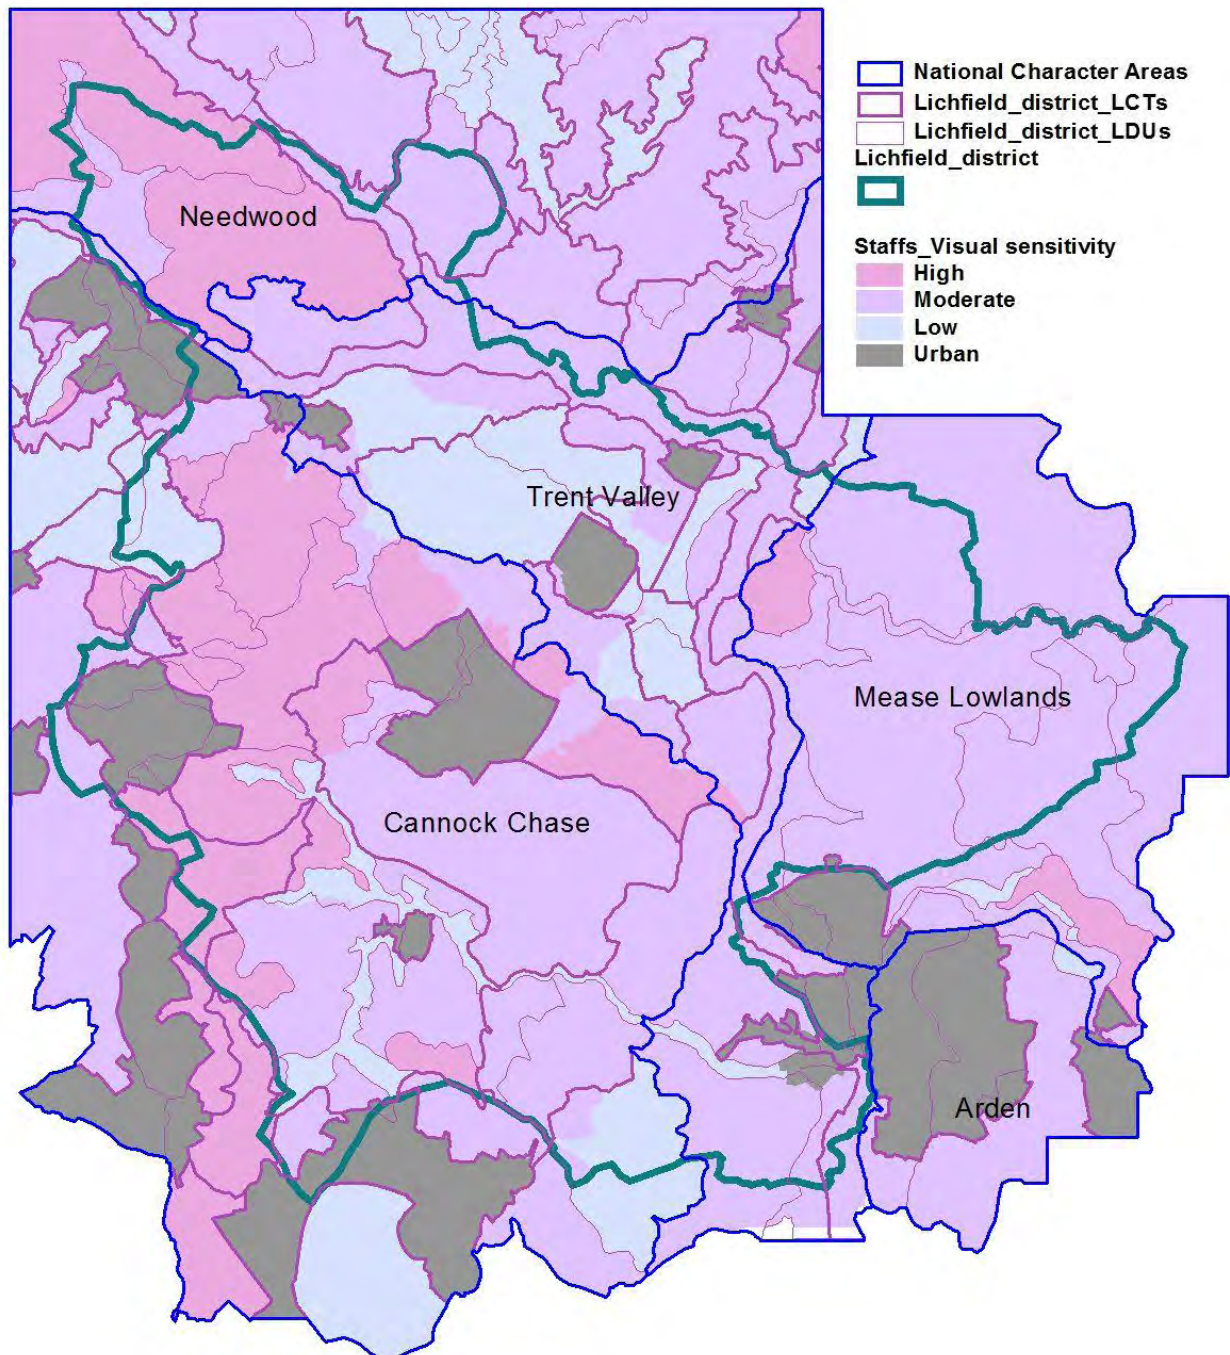 National Character Areas
Lichfield_district_LCTs
Lichfield_district_LDUs
Lichfield_district
Staffs_Visual sensitivity
High
Moderate
Low
Urban
Needwood
Trent Valley
Mease Lowlands
Cannock Chase
Arden